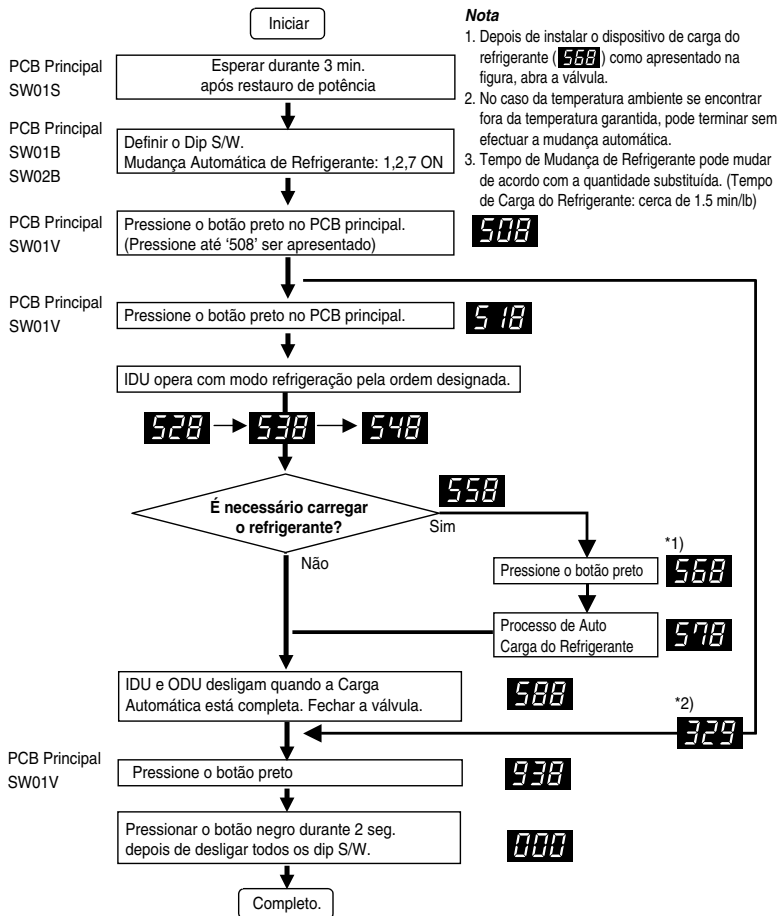 Iniciar
Nota
1. Depois de instalar o dispositivo de carga do
refrigerante ( 568 ) como apresentado na
figura, abra a válvula.
2. No caso da temperatura ambiente se encontrar
fora da temperatura garantida, pode terminar sem
efectuar a mudança automática.
3. Tempo de Mudança de Refrigerante pode mudar
de acordo com a quantidade substituída. (Tempo
de Carga do Refrigerante: cerca de 1.5 min/lb)
PCB Principal
SW01S
Esperar durante 3 min.
após restauro de potência
PCB Principal
SW01B
SW02B
Definir o Dip S/W.
Mudança Automática de Refrigerante: 1,2,7 ON
PCB Principal
SW01V
Pressione o botão preto no PCB principal.
(Pressione até ‘508’ ser apresentado)
508
PCB Principal
SW01V
Pressione o botão preto no PCB principal.
518
IDU opera com modo refrigeração pela ordem designada.
528 538 548
É necessário carregar
o refrigerante?
558
Sim
Não
Pressione o botão preto
*1)
568
Processo de Auto
Carga do Refrigerante
578
IDU e ODU desligam quando a Carga
Automática está completa. Fechar a válvula.
588
*2)
329
PCB Principal
SW01V
Pressione o botão preto
938
Pressionar o botão negro durante 2 seg.
depois de desligar todos os dip S/W.
000
Completo.